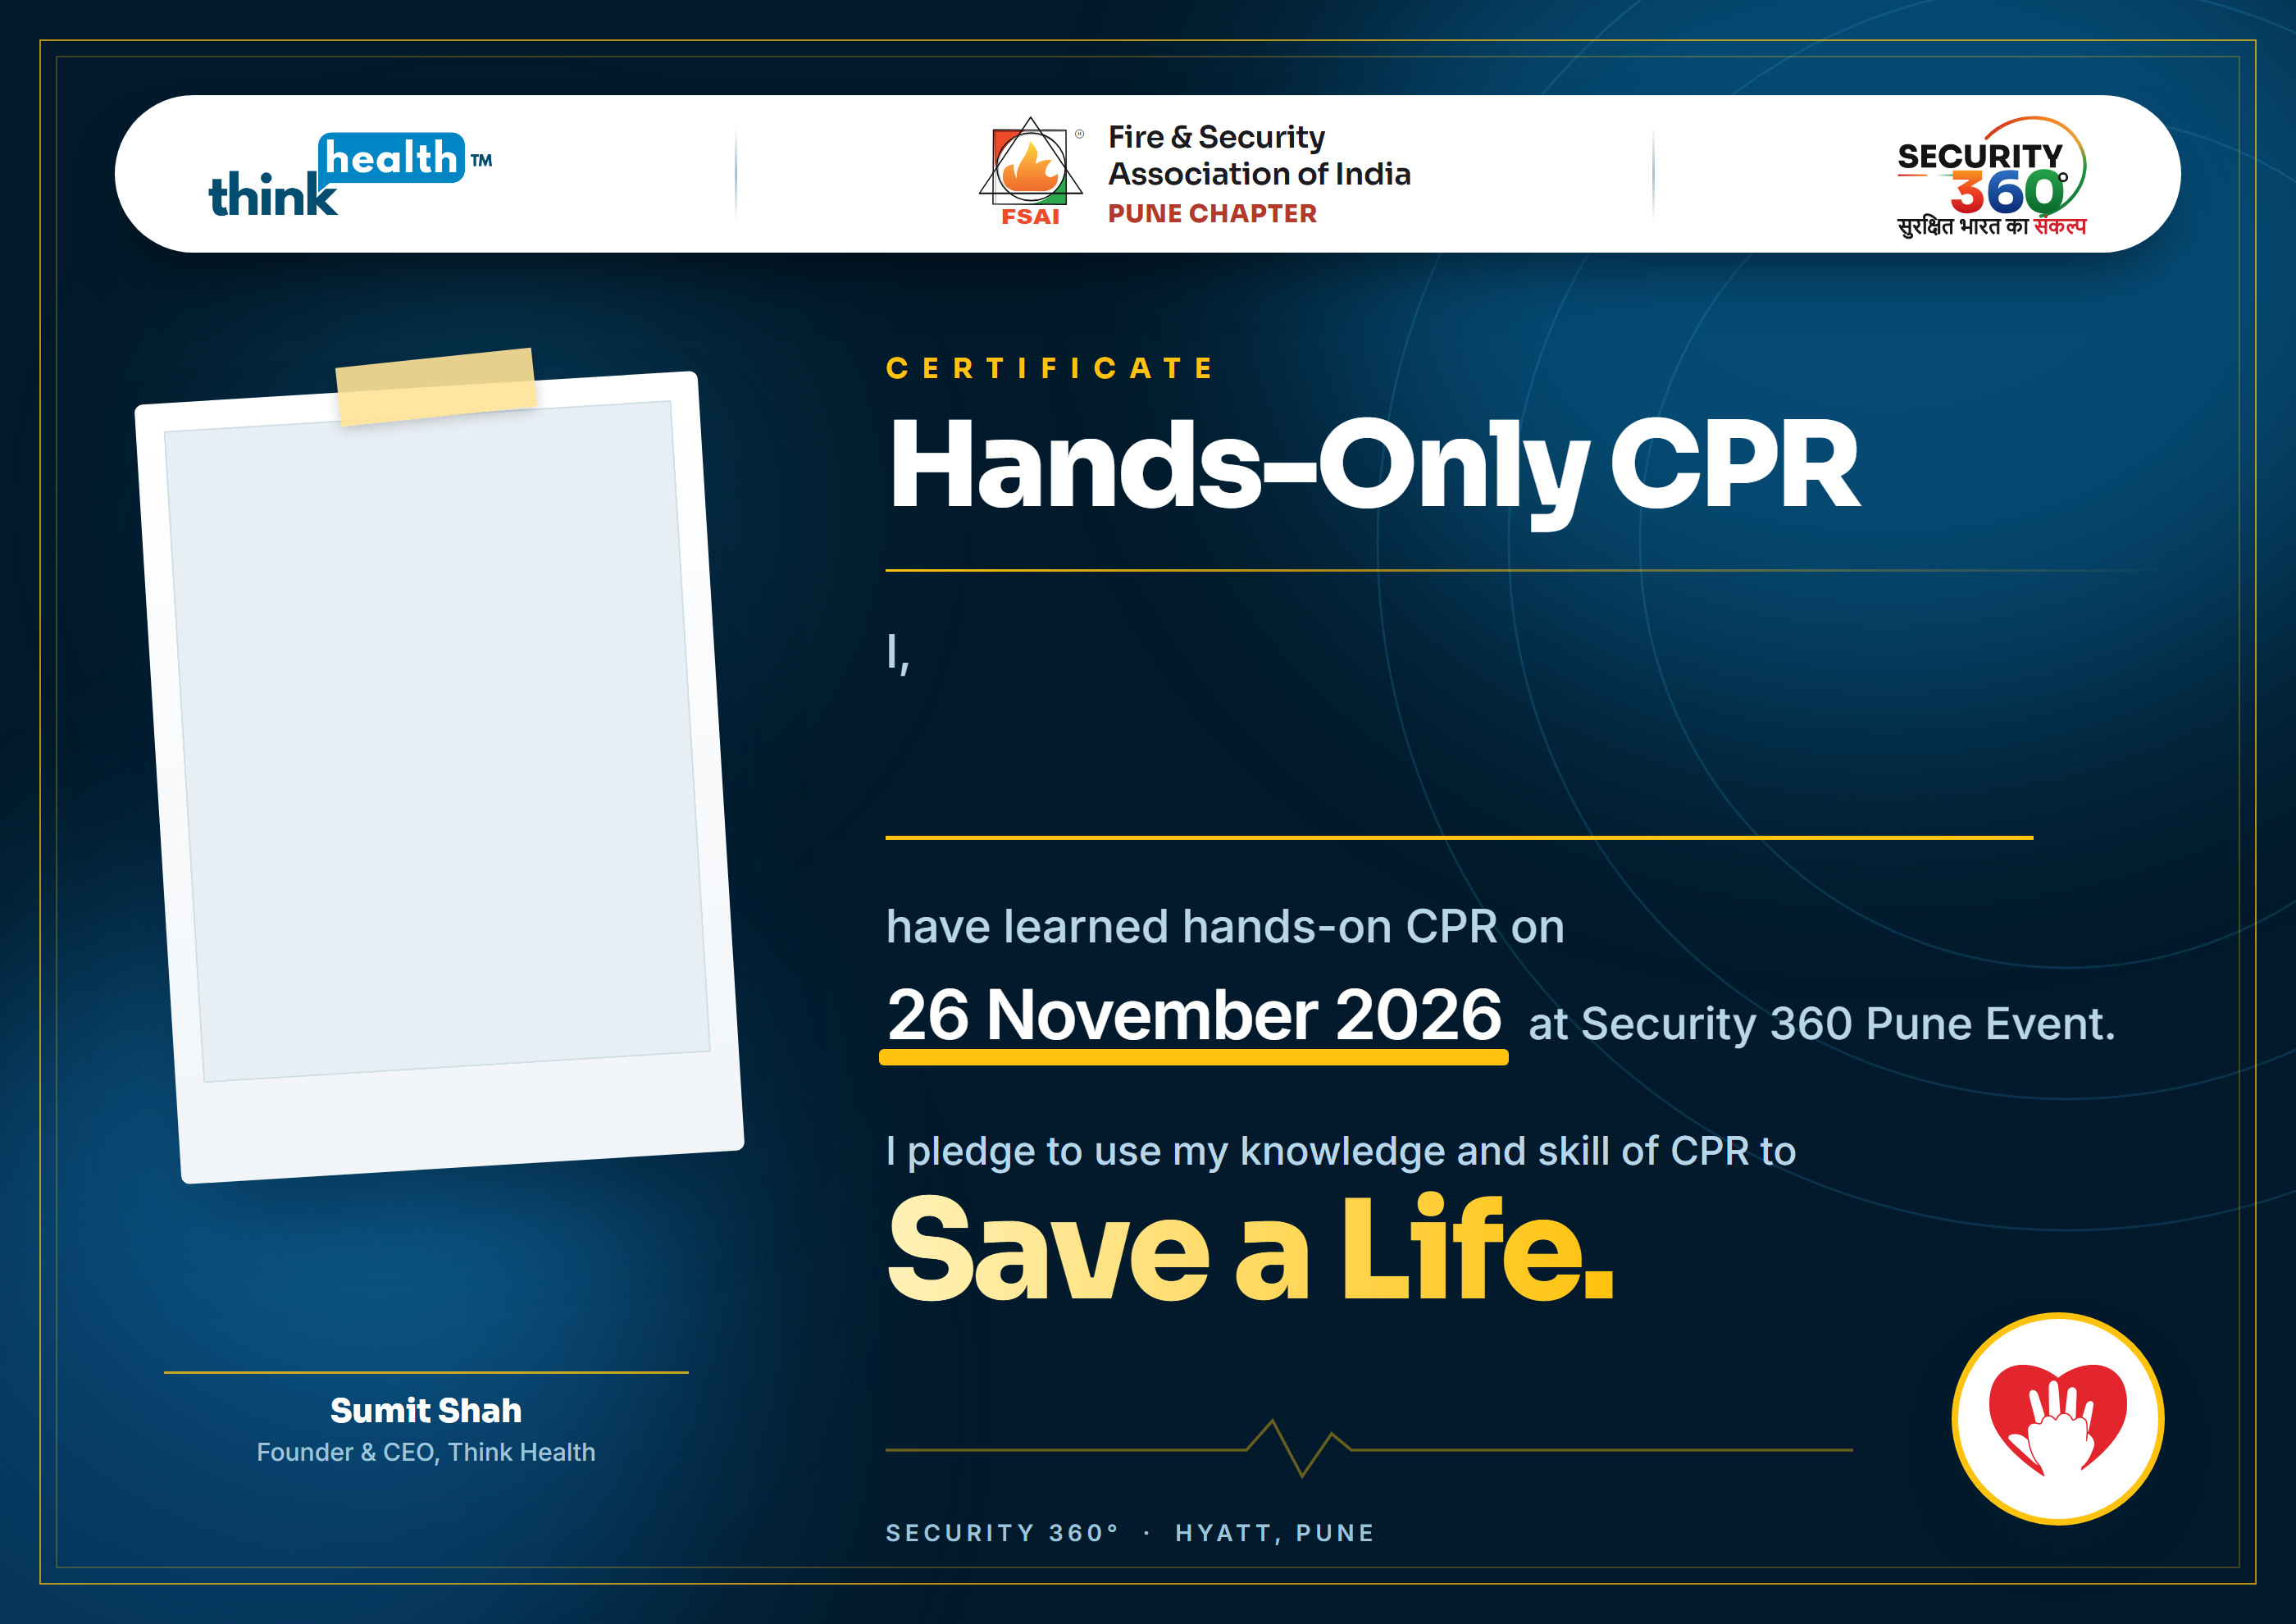 think health TM
FSAI
Fire & Security
Association of India
PUNE CHAPTER
SECURITY
360°
सुरक्षित भारत का संकल्प
CERTIFICATE
Hands-Only CPR
I,
have learned hands-on CPR on
26 November 2026 at Security 360 Pune Event.
I pledge to use my knowledge and skill of CPR to
Save a Life.
Sumit Shah
Founder & CEO, Think Health
SECURITY 360° · HYATT, PUNE